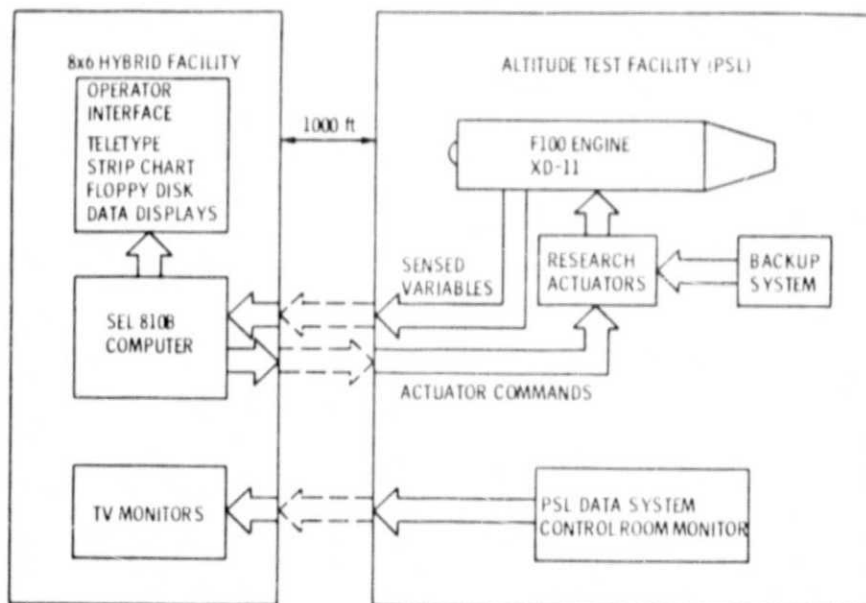 8x6 HYBRID FACILITY
OPERATOR
INTERFACE
TELETYPE
STRIP CHART
FLOPPY DISK
DATA DISPLAYS
SEL 810B
COMPUTER
TV MONITORS
1000 ft
ALTITUDE TEST FACILITY (PSL)
F100 ENGINE
XD-11
SENSED
VARIABLES
RESEARCH
ACTUATORS
BACKUP
SYSTEM
ACTUATOR COMMANDS
PSL DATA SYSTEM
CONTROL ROOM MONITOR